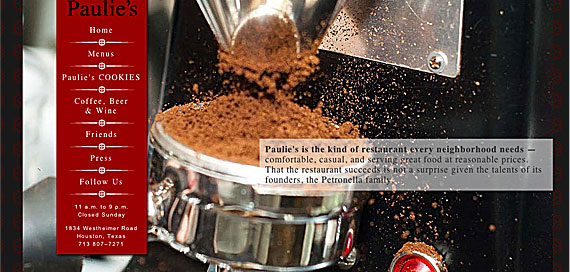 Paulie's
Home
Menus
Paulie's COOKIES
Coffee, Beer
& Wine
Friends
Press
Follow Us
11 a.m. to 9 p.m.
Closed Sunday
1834 Westheimer Road
Houston, Texas
713 807–7271
Paulie's is the kind of restaurant every neighborhood needs —
comfortable, casual, and serving great food at reasonable prices.
That the restaurant succeeds is not a surprise given the talents of its
founders, the Petronella family.